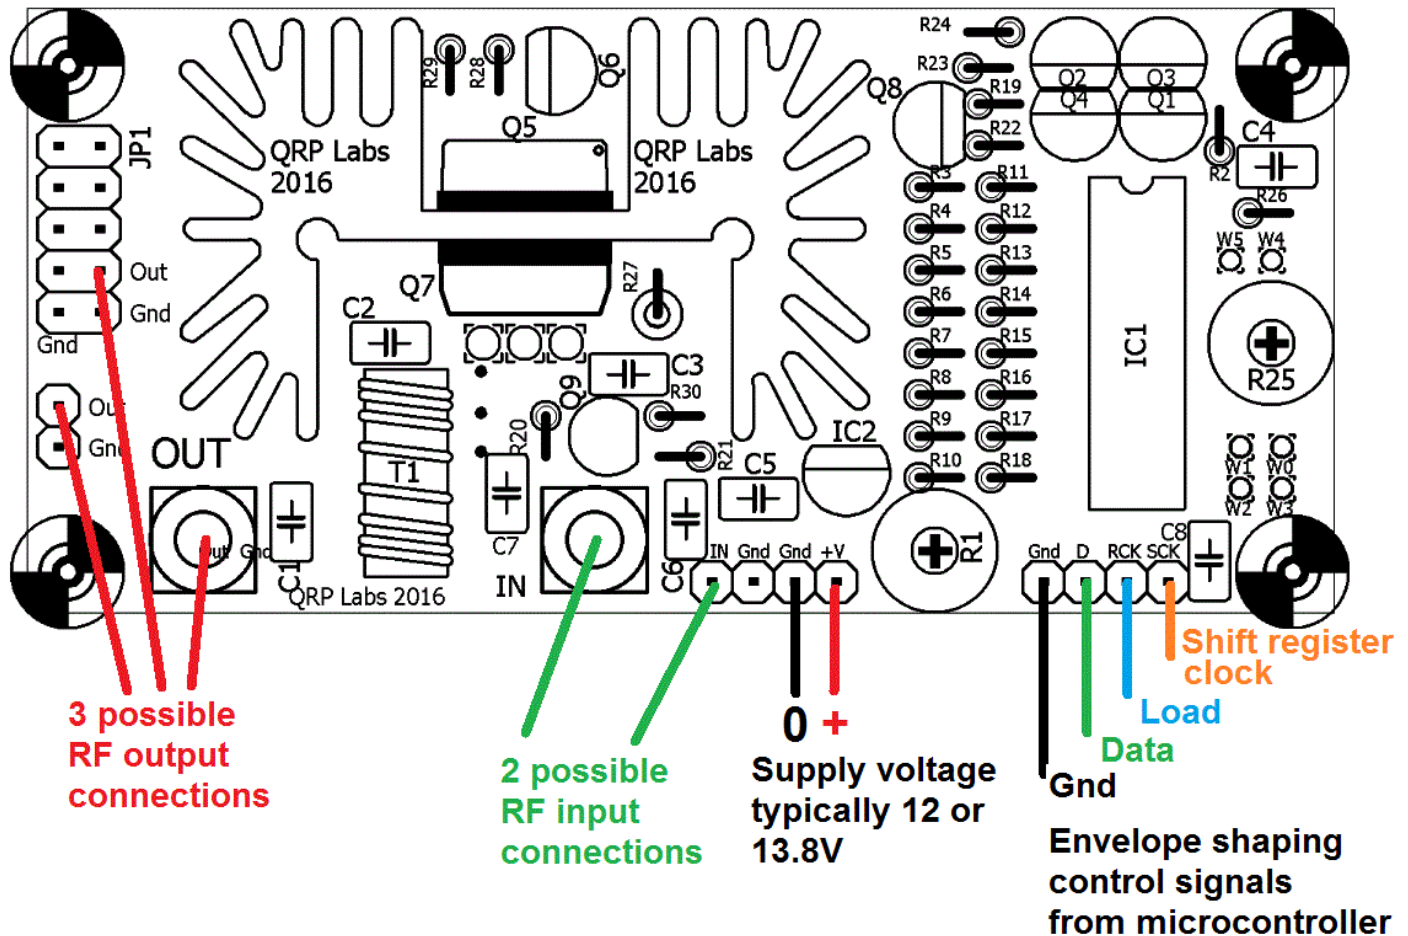 R24
R29
R28
Q6
R23
Q8
R19
Q2
Q3
Q4
Q1
JP1
QRP Labs
2016
Q5
QRP Labs
2016
R22
R2
C4
R3
R11
R26
R4
R12
W5
W4
R5
R13
Out
Q7
R27
R6
R14
Gnd
C2
Gnd
R7
R15
IC1
C3
R25
R8
R16
Q9
R30
Out
R20
R9
R17
IC2
Gnd
OUT
R21
T1
C5
R10
R18
W1
W0
W2
W3
C7
Out Gnd
C1
IN
C6
IN Gnd Gnd +V
R1
Gnd D RCK SCK
C8
QRP Labs 2016
Shift register
clock
Load
Data
Gnd
3 possible
RF output
connections
2 possible
RF input
connections
0 +
Supply voltage
typically 12 or
13.8V
Envelope shaping
control signals
from microcontroller